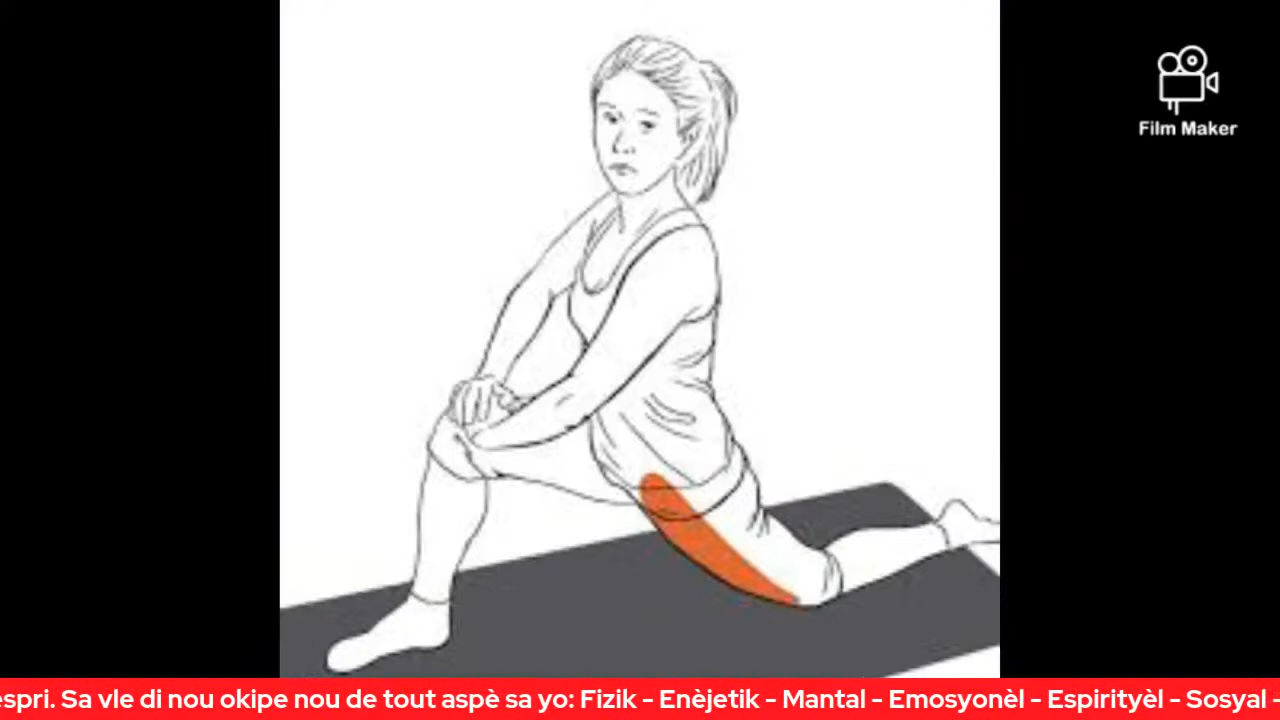 Film Maker
espri. Sa vle di nou okipe nou de tout aspè sa yo: Fizik - Enèjetik - Mantal - Emosyonèl - Espirityèl - Sosyal -